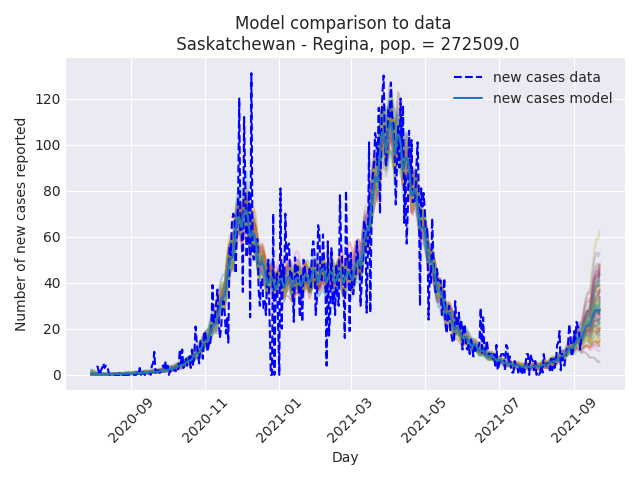 Model comparison to data
Saskatchewan - Regina, pop. = 272509.0
new cases data
new cases model
Number of new cases reported
120
100
80
60
40
20
0
2020-09
2020-11
2021-01
2021-03
2021-05
2021-07
2021-09
Day